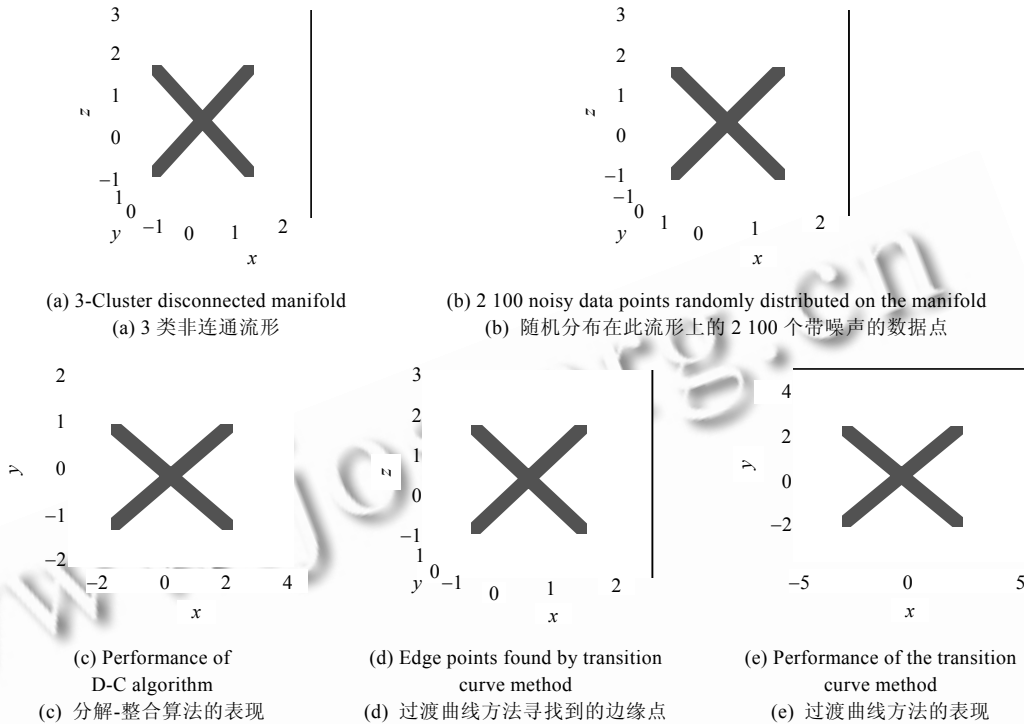 3
2
1
0
−1
z
1
0
y
−1
0
1
2
x
(a) 3-Cluster disconnected manifold
(a) 3 类非连通流形
3
2
1
0
−1
z
−1
0
y
1
0
1
2
x
(b) 2 100 noisy data points randomly distributed on the manifold
(b) 随机分布在此流形上的 2 100 个带噪声的数据点
2
1
0
−1
−2
y
−2
0
2
4
x
(c) Performance of
D-C algorithm
(c) 分解-整合算法的表现
3
2
1
0
−1
z
1
0
y
−1
0
1
2
x
(d) Edge points found by transition
curve method
(d) 过渡曲线方法寻找到的边缘点
4
2
0
−2
y
−5
0
5
x
(e) Performance of the transition
curve method
(e) 过渡曲线方法的表现